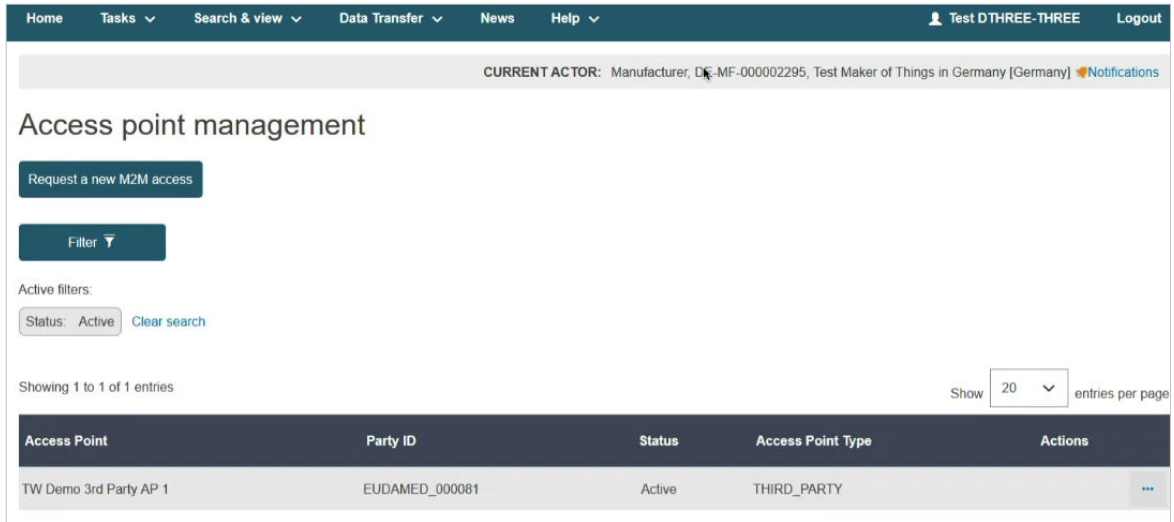 Home Tasks Search & view Data Transfer News Help Test DTHREE-THREE Logout
CURRENT ACTOR: Manufacturer, DE-MF-000002295, Test Maker of Things in Germany [Germany] Notifications
Access point management
Request a new M2M access
Filter
Active filters:
Status: Active Clear search
Showing 1 to 1 of 1 entries Show 20 entries per page
Access Point Party ID Status Access Point Type Actions
TW Demo 3rd Party AP 1 EUDAMED_000081 Active THIRD_PARTY ...